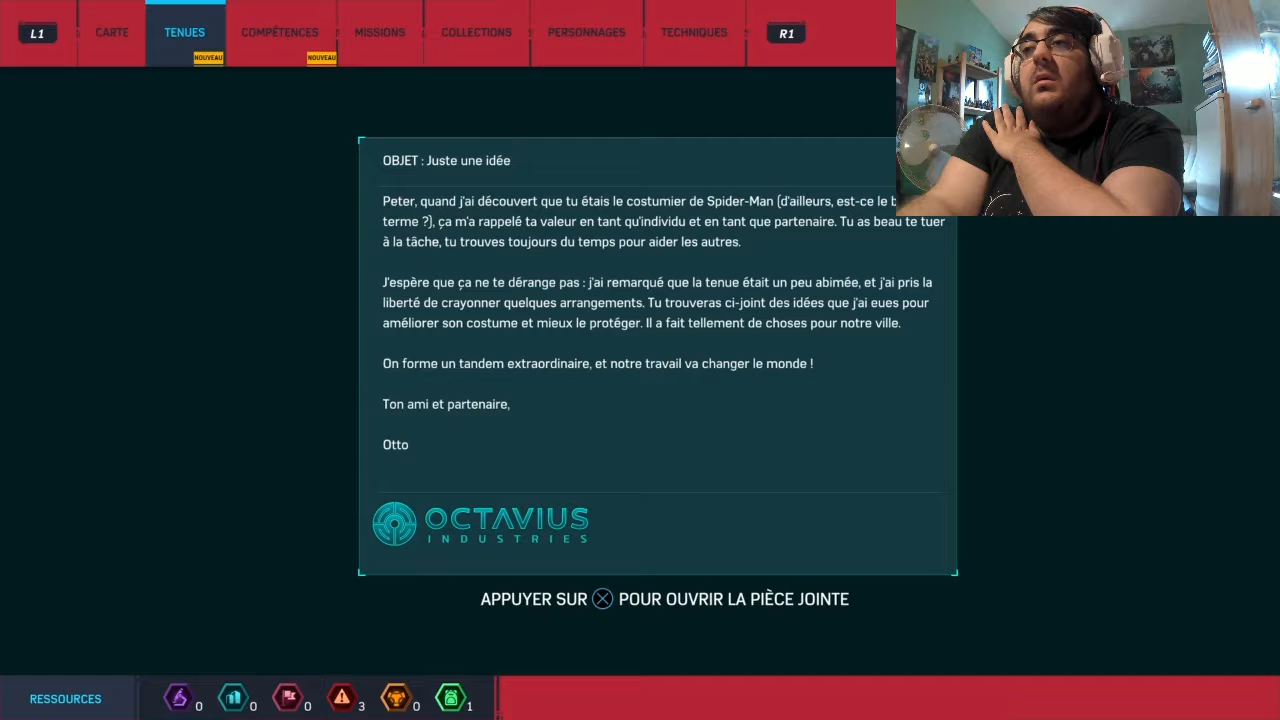 L1
CARTE
TENUES
NOUVEAU
COMPÉTENCES
NOUVEAU
MISSIONS
COLLECTIONS
PERSONNAGES
TECHNIQUES
R1
OBJET : Juste une idée
Peter, quand j'ai découvert que tu étais le costumier de Spider-Man (d'ailleurs, est-ce le
terme ?), ça m'a rappelé ta valeur en tant qu'individu et en tant que partenaire. Tu as beau te tuer
à la tâche, tu trouves toujours du temps pour aider les autres.
J'espère que ça ne te dérange pas : j'ai remarqué que la tenue était un peu abimée, et j'ai pris la
liberté de crayonner quelques arrangements. Tu trouveras ci-joint des idées que j'ai eues pour
améliorer son costume et mieux le protéger. Il a fait tellement de choses pour notre ville.
On forme un tandem extraordinaire, et notre travail va changer le monde !
Ton ami et partenaire,
Otto
OCTAVIUS
INDUSTRIES
APPUYER SUR POUR OUVRIR LA PIÈCE JOINTE
RESSOURCES
0
0
0
3
0
1